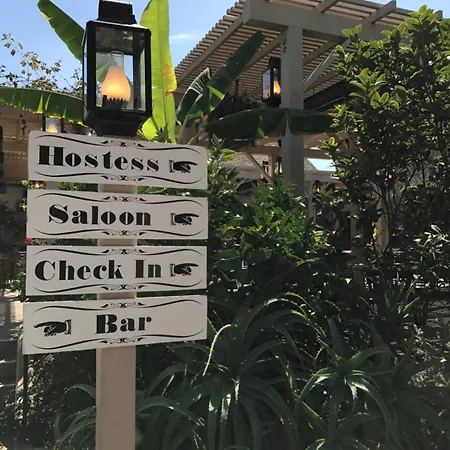 Hostess
Saloon
Check In
Bar